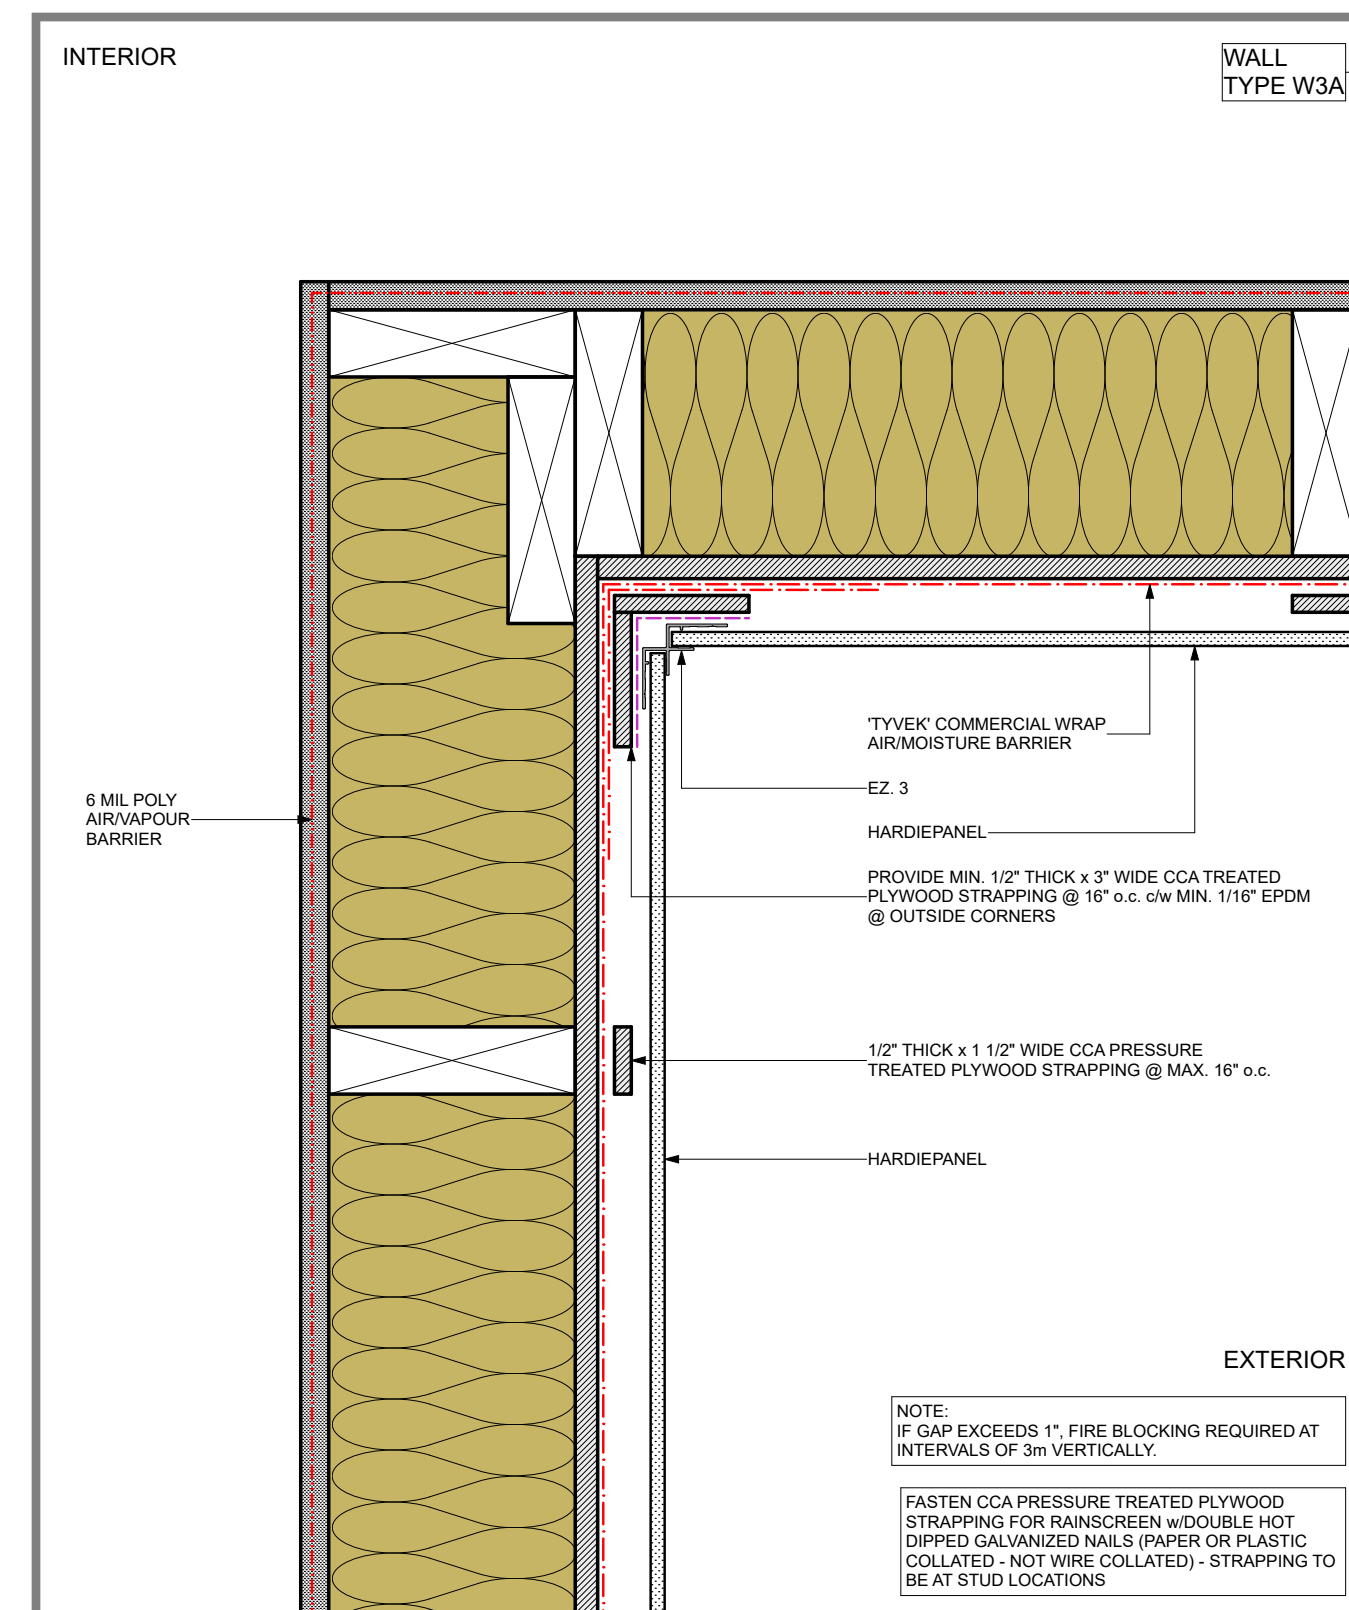 INTERIOR
WALL
TYPE W3A
'TYVEK' COMMERCIAL WRAP
AIR/MOISTURE BARRIER
EZ. 3
6 MIL POLY
AIR/VAPOUR
BARRIER
HARDIEPANEL
PROVIDE MIN. 1/2" THICK x 3" WIDE CCA TREATED
PLYWOOD STRAPPING @ 16" o.c. c/w MIN. 1/16" EPDM
@ OUTSIDE CORNERS
1/2" THICK x 1 1/2" WIDE CCA PRESSURE
TREATED PLYWOOD STRAPPING @ MAX. 16" o.c.
HARDIEPANEL
EXTERIOR
NOTE:
IF GAP EXCEEDS 1", FIRE BLOCKING REQUIRED AT
INTERVALS OF 3m VERTICALLY.
FASTEN CCA PRESSURE TREATED PLYWOOD
STRAPPING FOR RAINSCREEN w/DOUBLE HOT
DIPPED GALVANIZED NAILS (PAPER OR PLASTIC
COLLATED - NOT WIRE COLLATED) - STRAPPING TO
BE AT STUD LOCATIONS